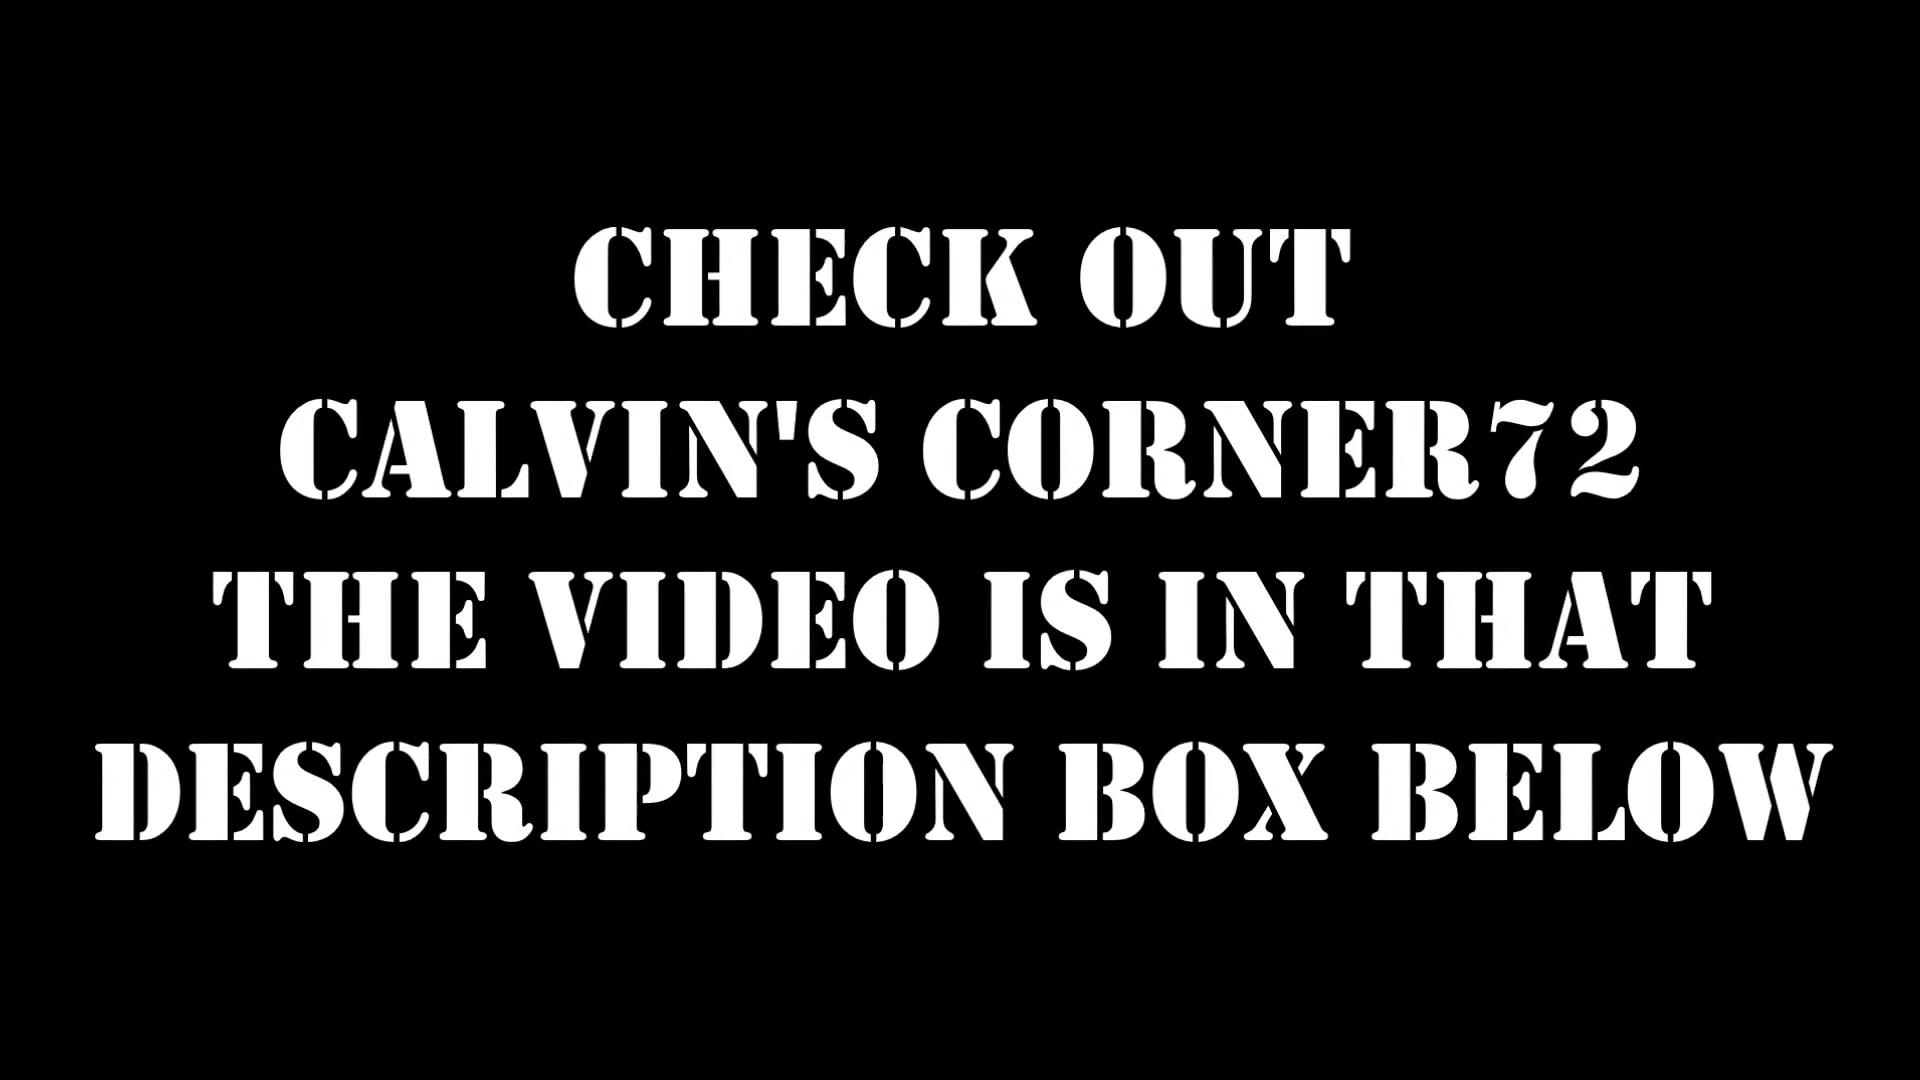 CHECK OUT
CALVIN'S CORNER72
THE VIDEO IS IN THAT
DESCRIPTION BOX BELOW